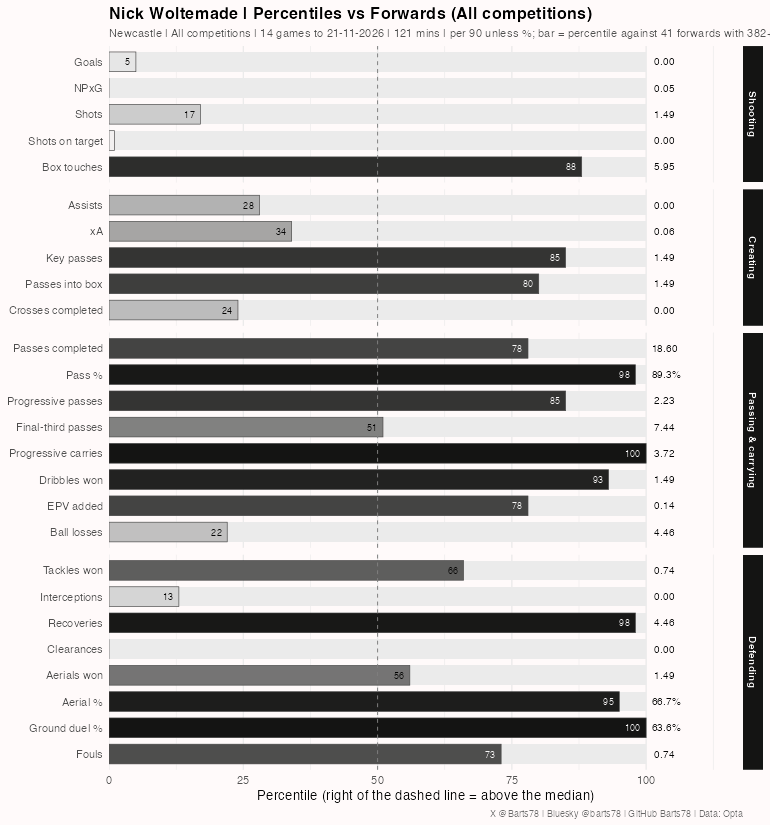 Nick Woltemade | Percentiles vs Forwards (All competitions)
Newcastle | All competitions | 14 games to 21-11-2026 | 121 mins | per 90 unless %; bar = percentile against 41 forwards with 382-
Goals 5 0.00
NPxG 0.05
Shots 17 1.49
Shots on target 0.00
Box touches 88 5.95
Shooting
Assists 28 0.00
xA 34 0.06
Key passes 85 1.49
Passes into box 80 1.49
Crosses completed 24 0.00
Creating
Passes completed 78 18.60
Pass % 98 89.3%
Progressive passes 85 2.23
Final-third passes 51 7.44
Progressive carries 100 3.72
Dribbles won 93 1.49
EPV added 78 0.14
Ball losses 22 4.46
Passing & carrying
Tackles won 66 0.74
Interceptions 13 0.00
Recoveries 98 4.46
Clearances 0.00
Aerials won 56 1.49
Aerial % 95 66.7%
Ground duel % 100 63.6%
Fouls 73 0.74
Defending
0 25 50 75 100
Percentile (right of the dashed line = above the median)
X @Barts78 | Bluesky @barts78 | GitHub Barts78 | Data: Opta